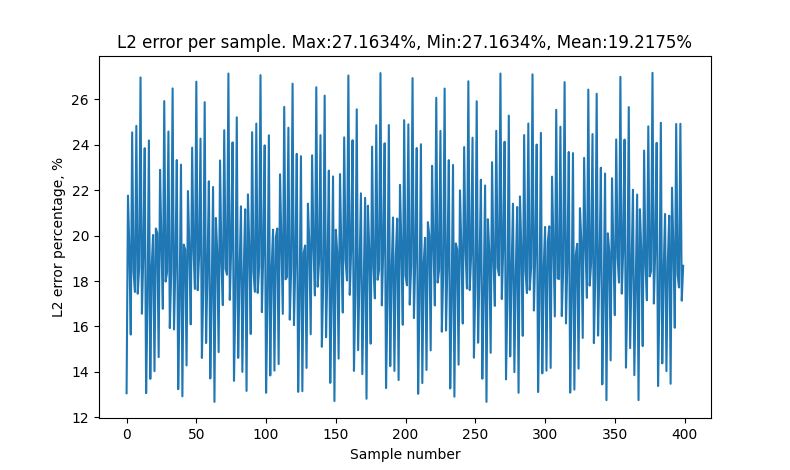 L2 error per sample. Max:27.1634%, Min:27.1634%, Mean:19.2175%
L2 error percentage, %
26
24
22
20
18
16
14
12
0 50 100 150 200 250 300 350 400
Sample number